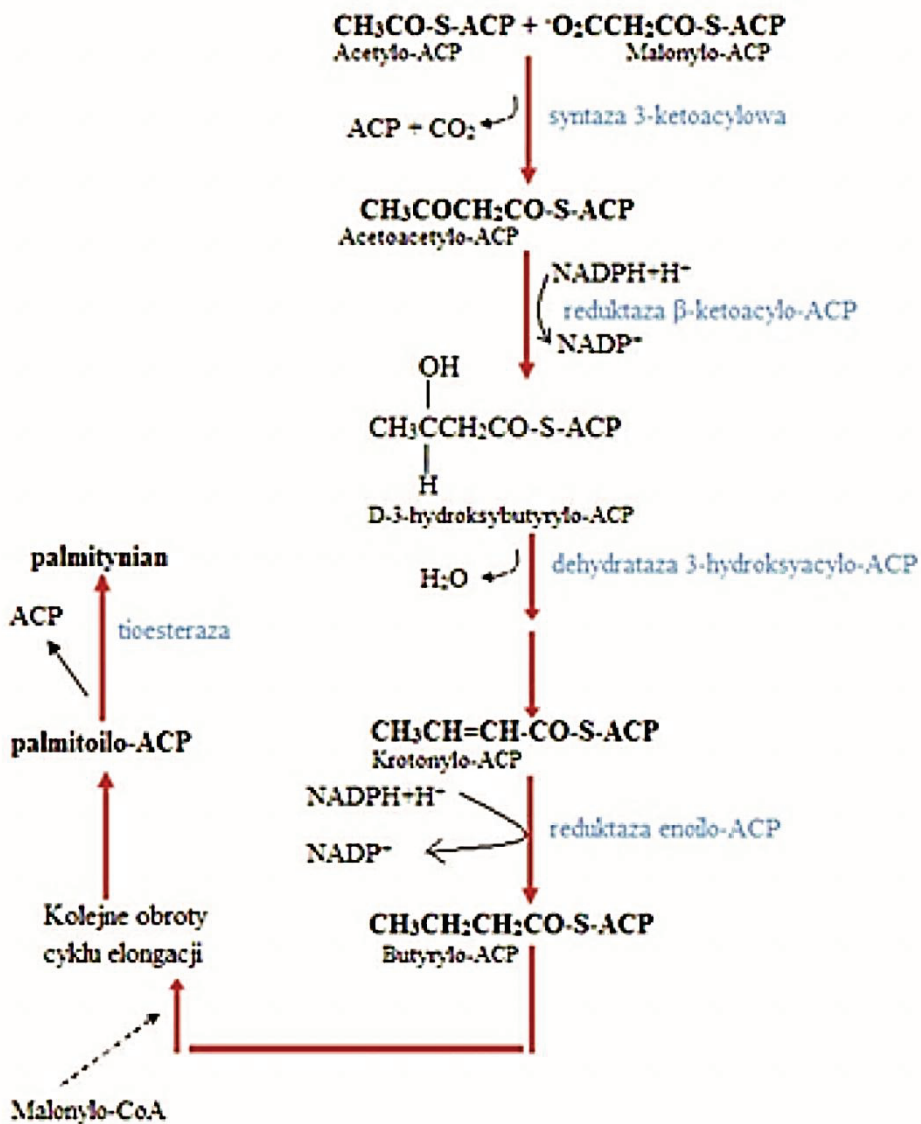 CH₃CO-S-ACP + ⁻O₂CCH₂CO-S-ACP
Acetylo-ACP Malonylo-ACP
syntaza 3-ketoacylowa
ACP + CO₂
CH₃COCH₂CO-S-ACP
Acetoacetylo-ACP
NADPH+H⁺
reduktaza β-ketoacylo-ACP
NADP⁺
OH
CH₃CCH₂CO-S-ACP
H
D-3-hydroksybutyrylo-ACP
H₂O
dehydrataza 3-hydroksyacylo-ACP
CH₃CH=CH-CO-S-ACP
Krotonylo-ACP
NADPH+H⁺
reduktaza enoilo-ACP
NADP⁺
CH₃CH₂CH₂CO-S-ACP
Butyrylo-ACP
Malonylo-CoA
Kolejne obroty
cyklu elongacji
palmitoilo-ACP
ACP
tioesteraza
palmitynian